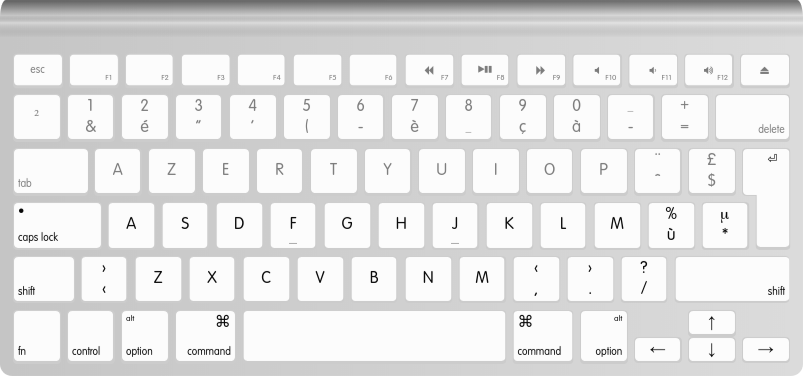 esc F1 F2 F3 F4 F5 F6 F7 F8 F9 F10 F11 F12
2 1 & 2 é 3 " 4 ' 5 ( 6 - 7 è 8 _ 9 ç 0 à _ - + = delete
tab A Z E R T Y U I O P ¨ ^ £ $
caps lock A S D F _ G H J _ K L M % ù µ *
shift › ‹ Z X C V B N M ‹ , › . ? / shift
fn control alt option ⌘ command ⌘ command alt option ← ↑ ↓ →